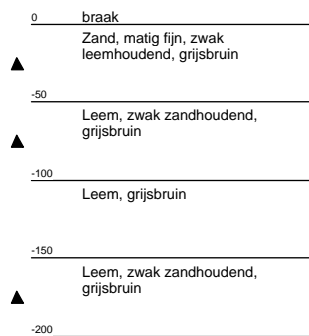 0 braak
Zand, matig fijn, zwak
leemhoudend, grijsbruin
-50
Leem, zwak zandhoudend,
grijsbruin
-100
Leem, grijsbruin
-150
Leem, zwak zandhoudend,
grijsbruin
-200